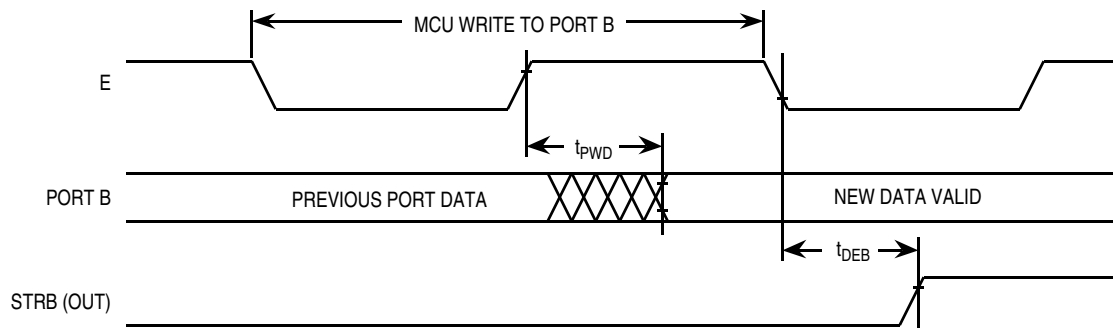 MCU WRITE TO PORT B
E
tPWD
PORT B
PREVIOUS PORT DATA
NEW DATA VALID
tDEB
STRB (OUT)